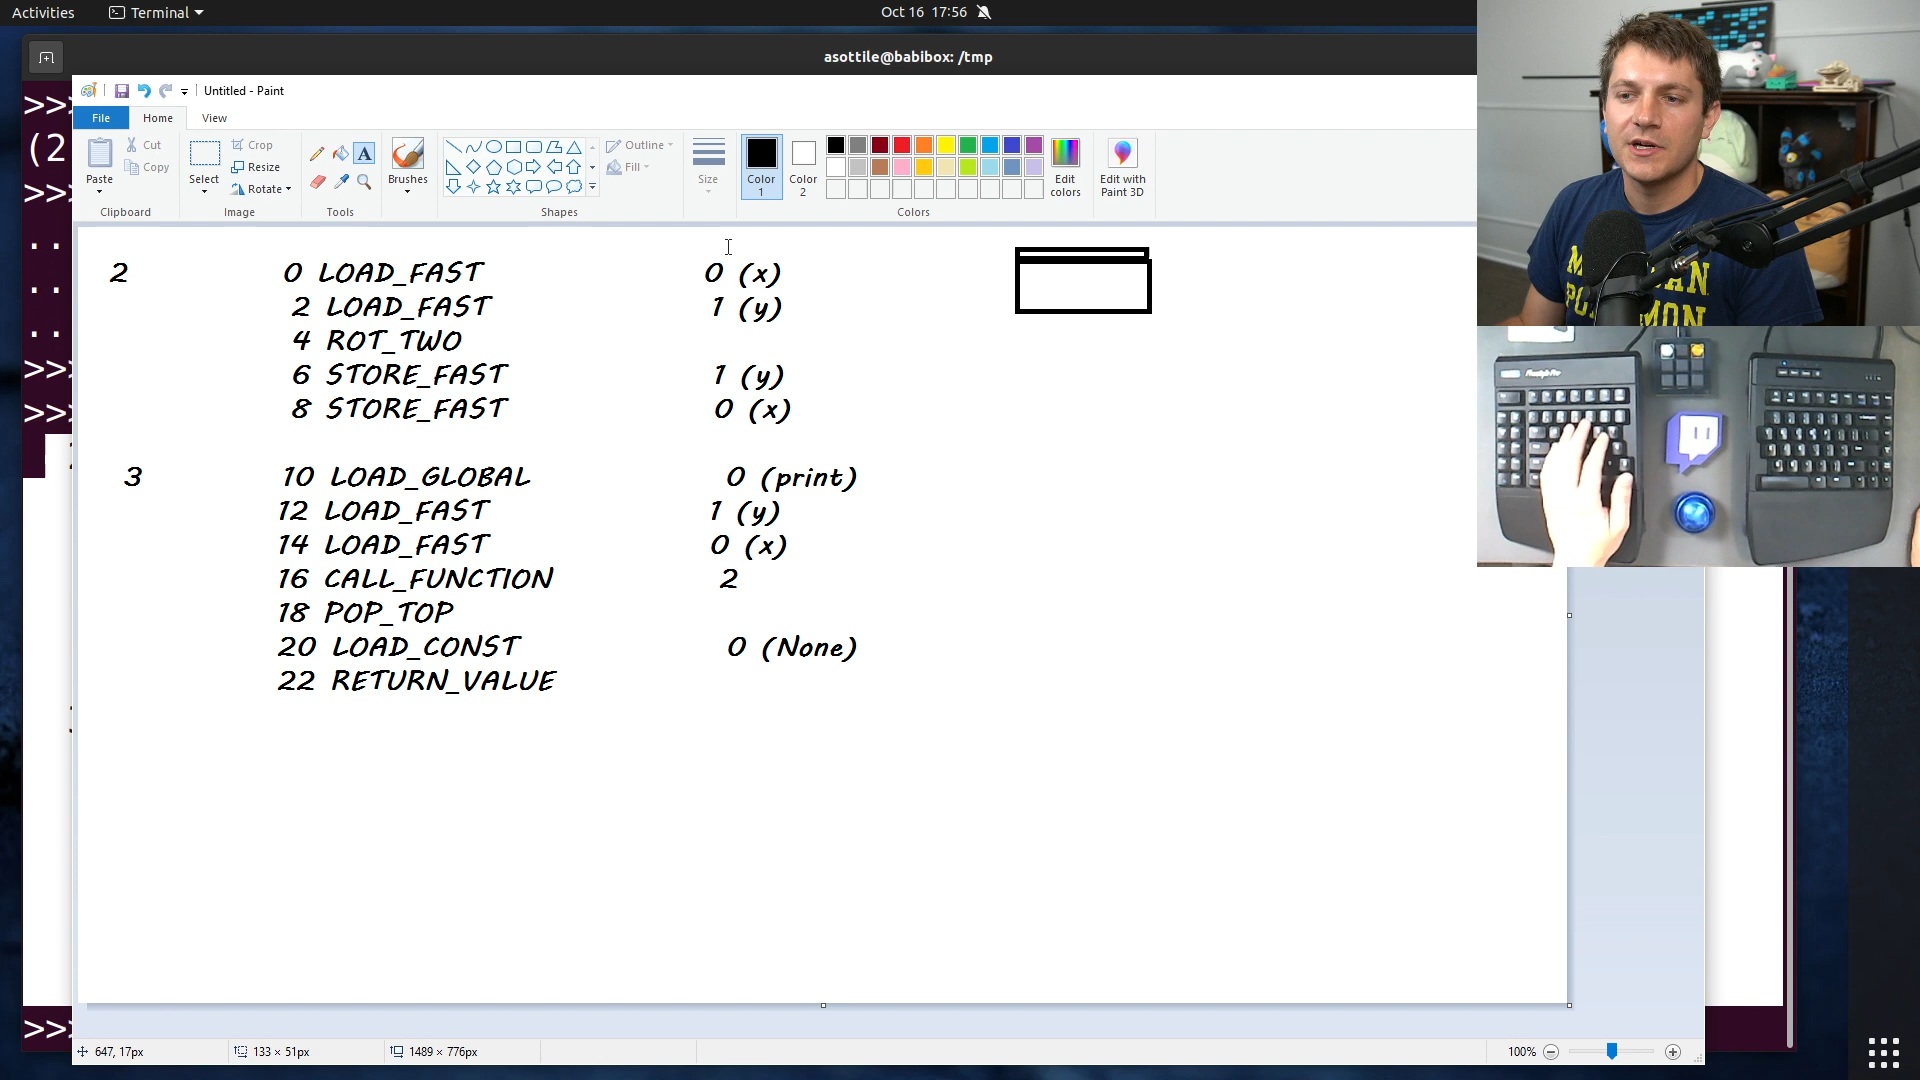 Activities
Terminal
Oct 16 17:56
asottile@babibox: /tmp
Untitled - Paint
File
Home
View
Paste
Cut
Copy
Clipboard
Select
Crop
Resize
Rotate
Image
A
Tools
Brushes
Shapes
Outline
Fill
Size
Color 1
Color 2
Edit colors
Colors
Edit with Paint 3D
>>>
(2
>>>
..
..
..
>>>
>>>
2 0 LOAD_FAST 0 (x)
2 LOAD_FAST 1 (y)
4 ROT_TWO
6 STORE_FAST 1 (y)
8 STORE_FAST 0 (x)
3 10 LOAD_GLOBAL 0 (print)
12 LOAD_FAST 1 (y)
14 LOAD_FAST 0 (x)
16 CALL_FUNCTION 2
18 POP_TOP
20 LOAD_CONST 0 (None)
22 RETURN_VALUE
>>>
647, 17px
133 × 51px
1489 × 776px
100%